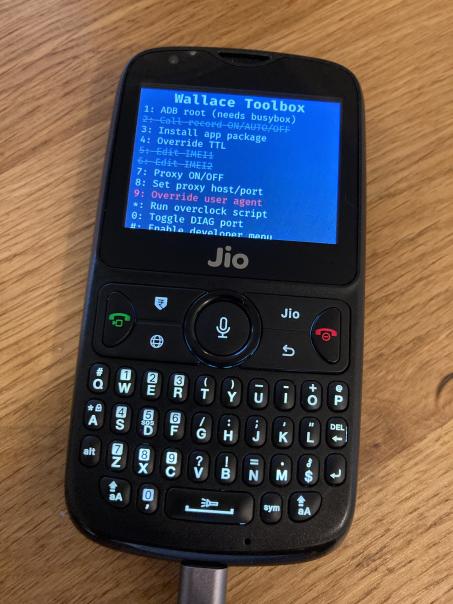 Wallace Toolbox
1: ADB root (needs busybox)
2: Call record ON/AUTO/OFF
3: Install app package
4: Override TTL
5: Edit IMEI1
6: Edit IMEI2
7: Proxy ON/OFF
8: Set proxy host/port
9: Override user agent
*: Run overclock script
0: Toggle DIAG port
#: Enable developer menu
Jio
Jio
# Q 1 W 2 E 3 R ( T ) Y _ U - I + O @ P
* A 4 S 5 SOS D 6 F / G : H ; J ' K " L DEL
alt 7 Z 8 X 9 C ? V ! B = N . M $
aA 0 , sym aA